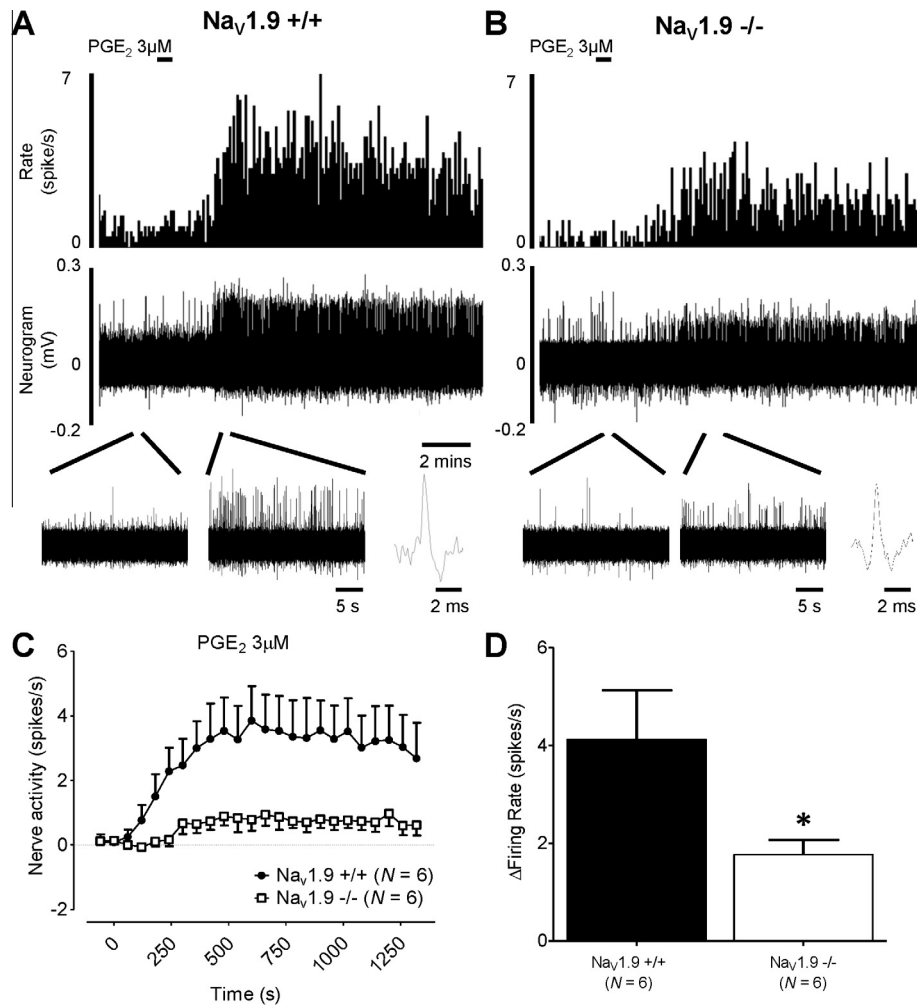 A
Nav1.9 +/+
PGE2 3µM
7
Rate
(spike/s)
0
0.3
Neurogram
(mV)
0
-0.2
2 mins
5 s
2 ms
B
Nav1.9 -/-
PGE2 3µM
7
0
0.3
0
-0.2
5 s
2 ms
C
PGE2 3µM
Nerve activity (spikes/s)
6
4
2
0
-2
Nav1.9 +/+ (N = 6)
Nav1.9 -/- (N = 6)
0
250
500
750
1000
1250
Time (s)
D
ΔFiring Rate (spikes/s)
6
4
2
0
*
Nav1.9 +/+
(N = 6)
Nav1.9 -/-
(N = 6)